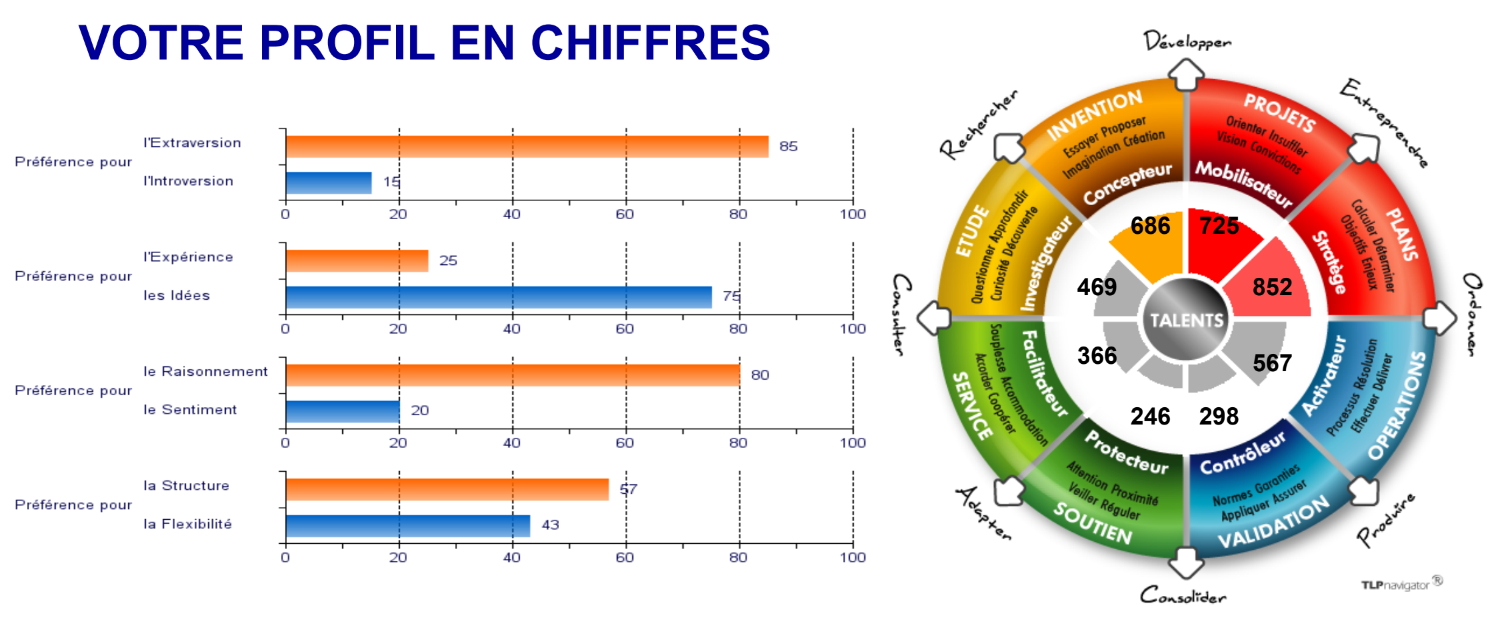 VOTRE PROFIL EN CHIFFRES
Préférence pour
l'Extraversion
85
l'Introversion
15
0 20 40 60 80 100
Préférence pour
l'Expérience
25
les Idées
75
0 20 40 60 80 100
Préférence pour
le Raisonnement
80
le Sentiment
20
0 20 40 60 80 100
Préférence pour
la Structure
57
la Flexibilité
43
0 20 40 60 80 100
Développer
Entreprendre
Ordonner
Produire
Consolider
Adapter
Consulter
Rechercher
INVENTION
Essayer Proposer
Imagination Création
Concepteur
PROJETS
Orienter Insuffler
Vision Convictions
Mobilisateur
PLANS
Calculer Déterminer
Objectifs Enjeux
Stratège
OPERATIONS
Processus Résolution
Effectuer Délivrer
Activateur
VALIDATION
Normes Garanties
Appliquer Assurer
Contrôleur
SOUTIEN
Attention Proximité
Veiller Réguler
Protecteur
SERVICE
Souplesse Accommodation
Accorder Coopérer
Facilitateur
ETUDE
Questionner Approfondir
Curiosité Découverte
Investigateur
686 725
469 852
TALENTS
366 567
246 298
TLPnavigator ®